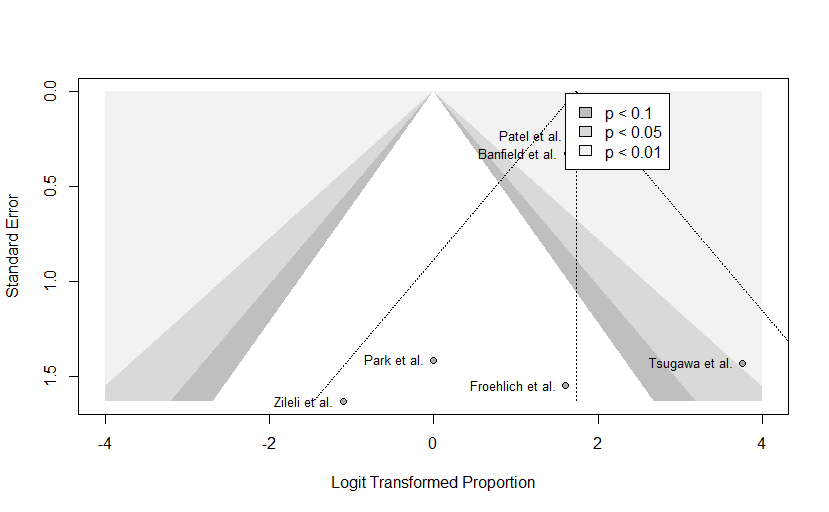 0.0
0.5
1.0
1.5
Standard Error
p < 0.1
p < 0.05
p < 0.01
Patel et al.
Banfield et al.
Park et al.
Tsugawa et al.
Froehlich et al.
Zileli et al.
-4
-2
0
2
4
Logit Transformed Proportion